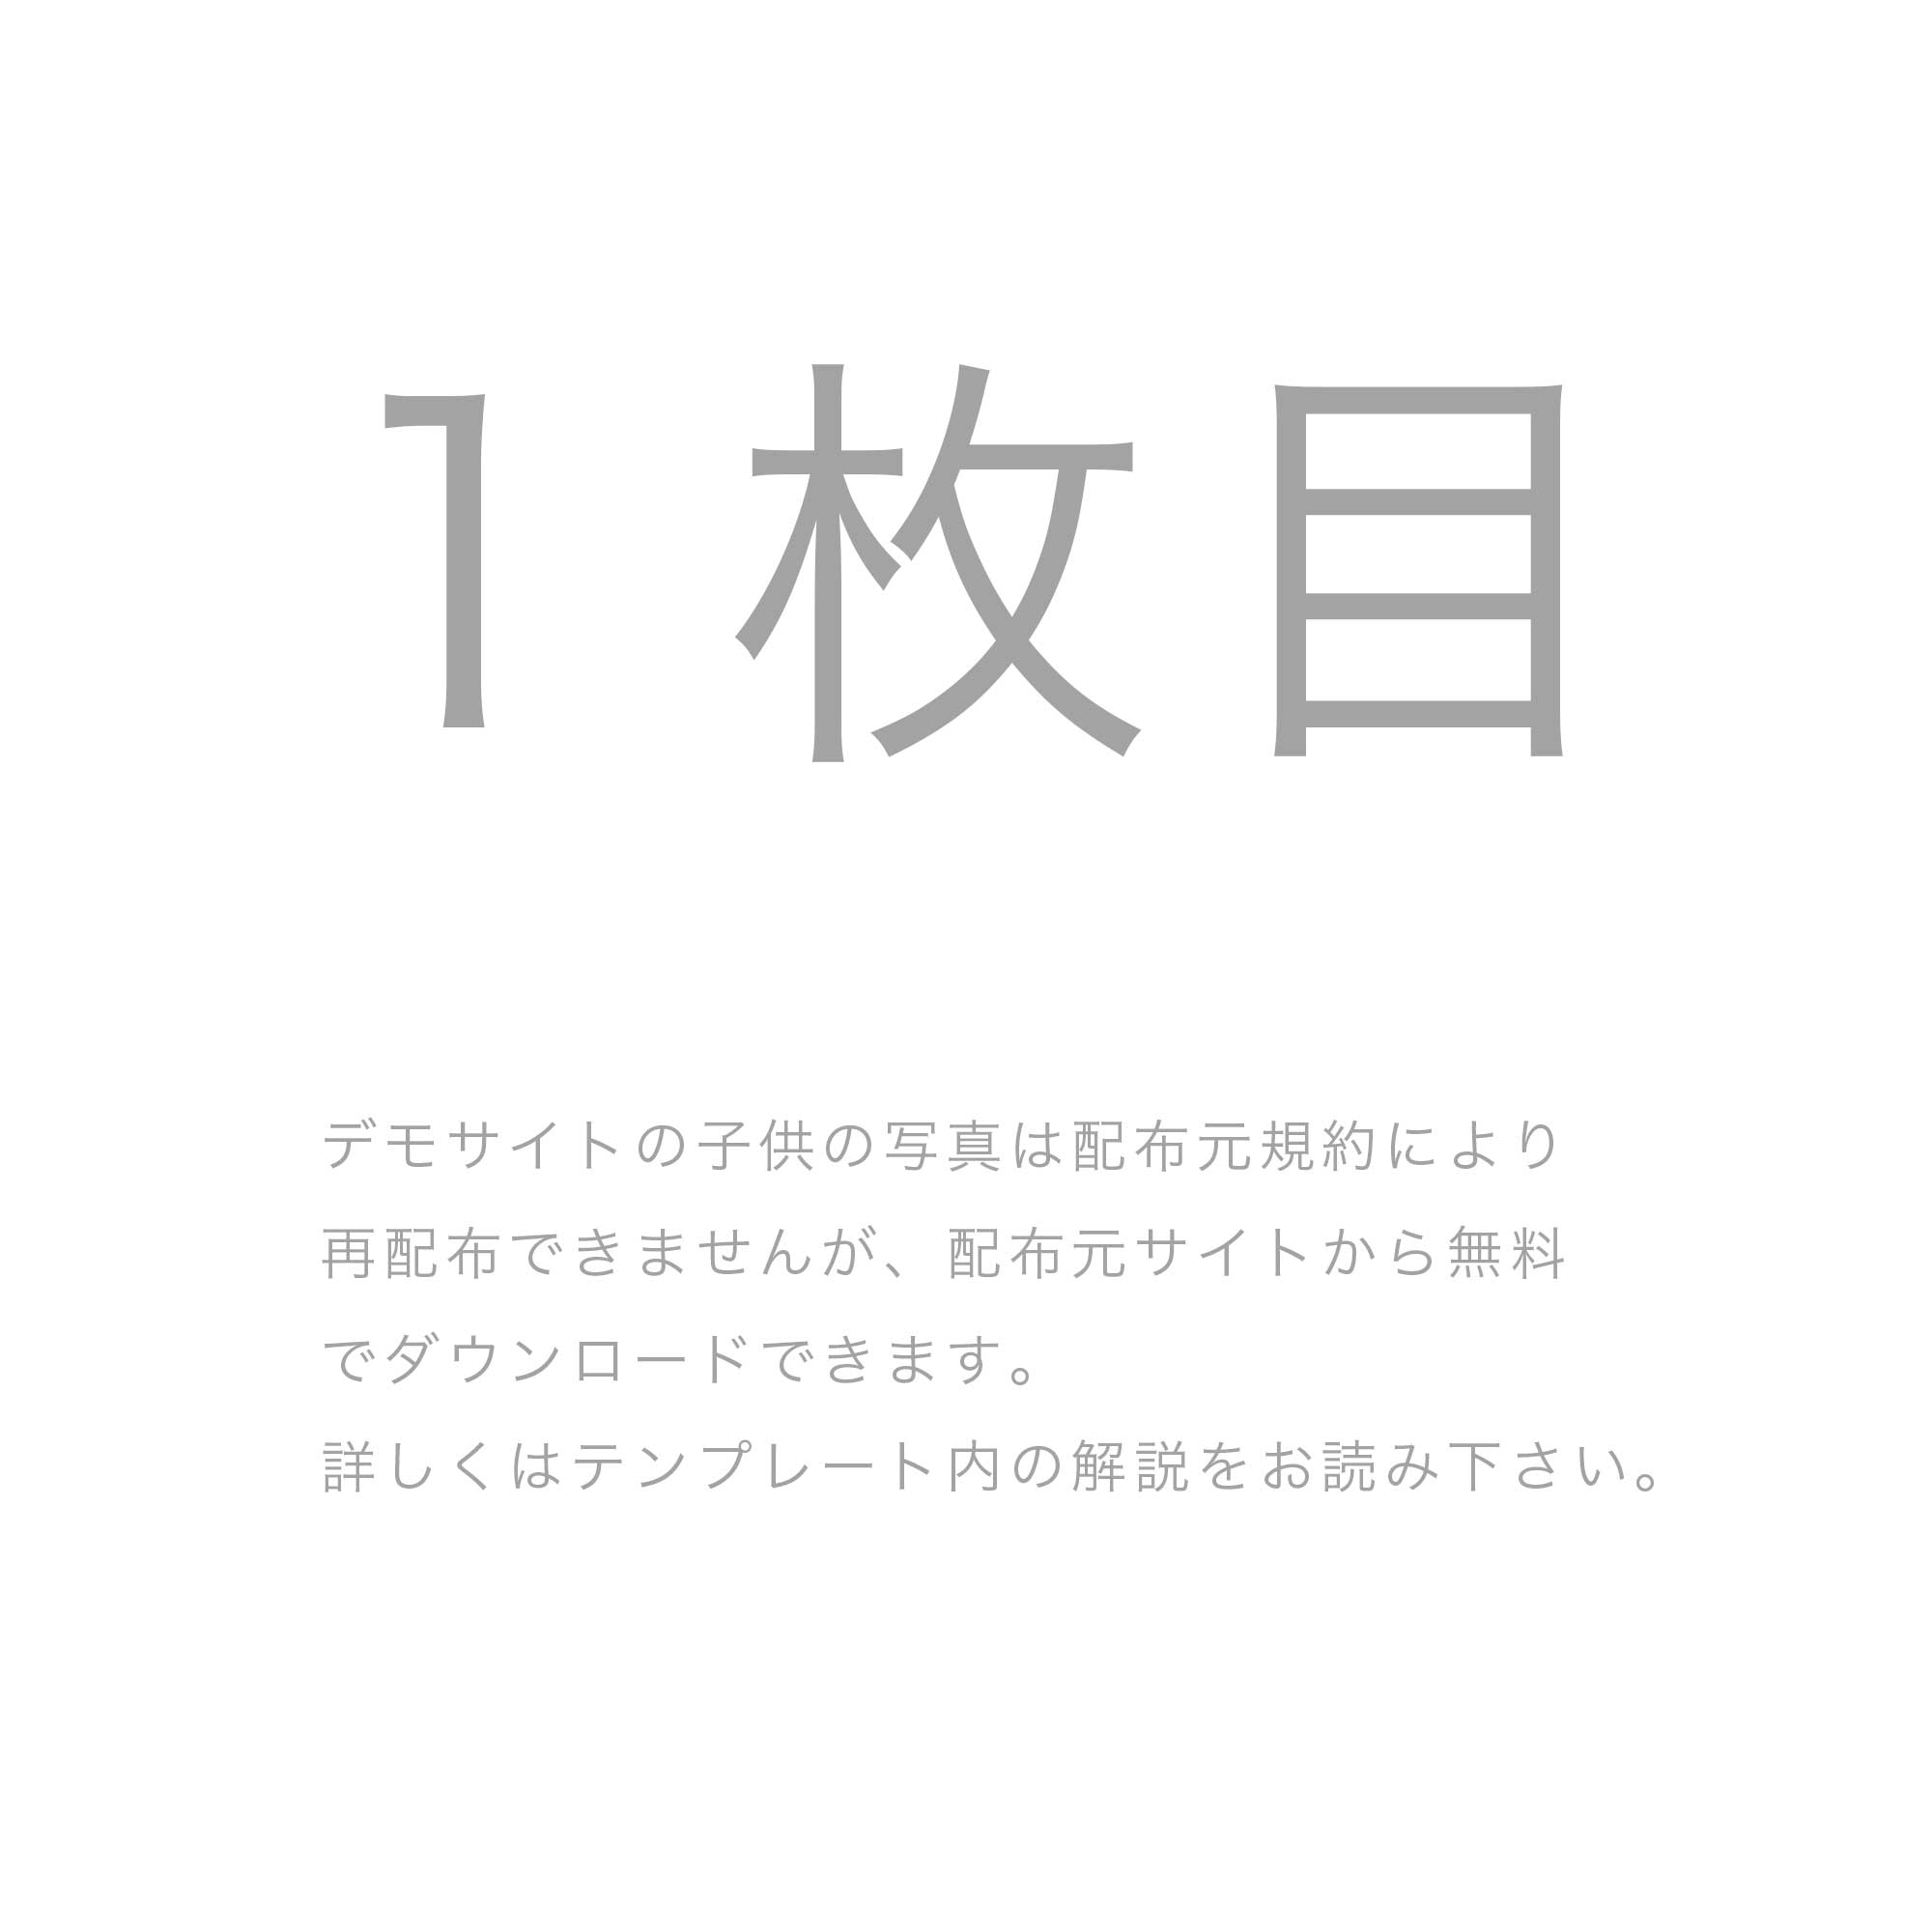 1枚目
デモサイトの子供の写真は配布元規約により
再配布できませんが、配布元サイトから無料
でダウンロードできます。
詳しくはテンプレート内の解説をお読み下さい。